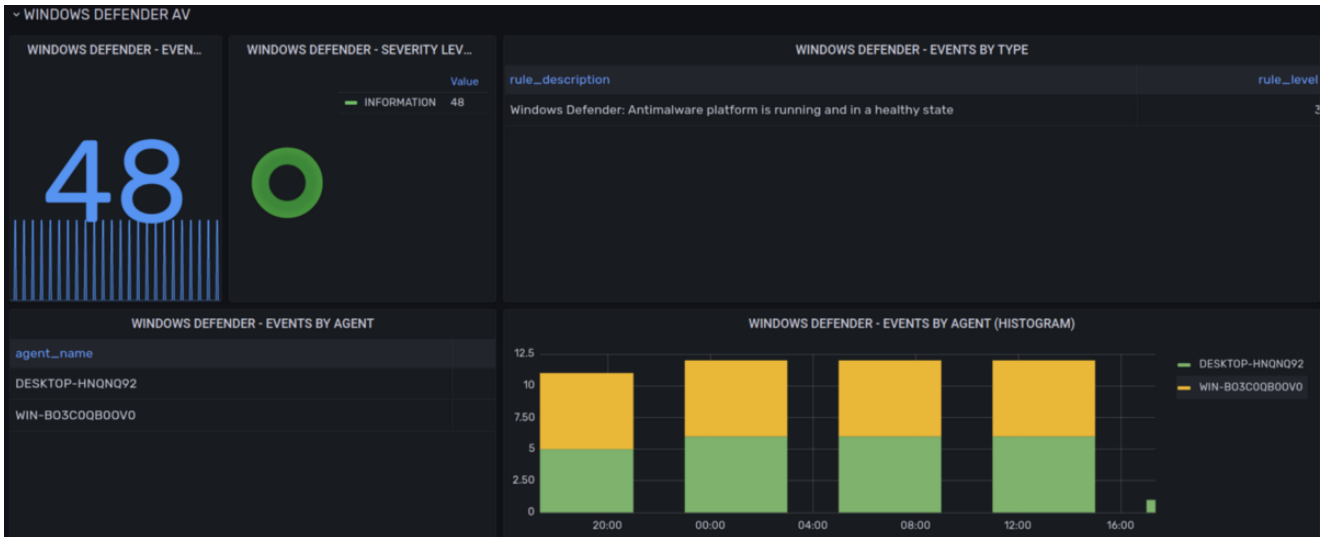 WINDOWS DEFENDER AV
WINDOWS DEFENDER - EVEN...
WINDOWS DEFENDER - SEVERITY LEV...
WINDOWS DEFENDER - EVENTS BY TYPE
Value
INFORMATION 48
48
rule_description rule_level
Windows Defender: Antimalware platform is running and in a healthy state 3
WINDOWS DEFENDER - EVENTS BY AGENT
agent_name
DESKTOP-HNQNQ92
WIN-BO3C0QB00V0
WINDOWS DEFENDER - EVENTS BY AGENT (HISTOGRAM)
12.5
10
7.50
5
2.50
0
20:00 00:00 04:00 08:00 12:00 16:00
DESKTOP-HNQNQ92
WIN-BO3C0QB00V0